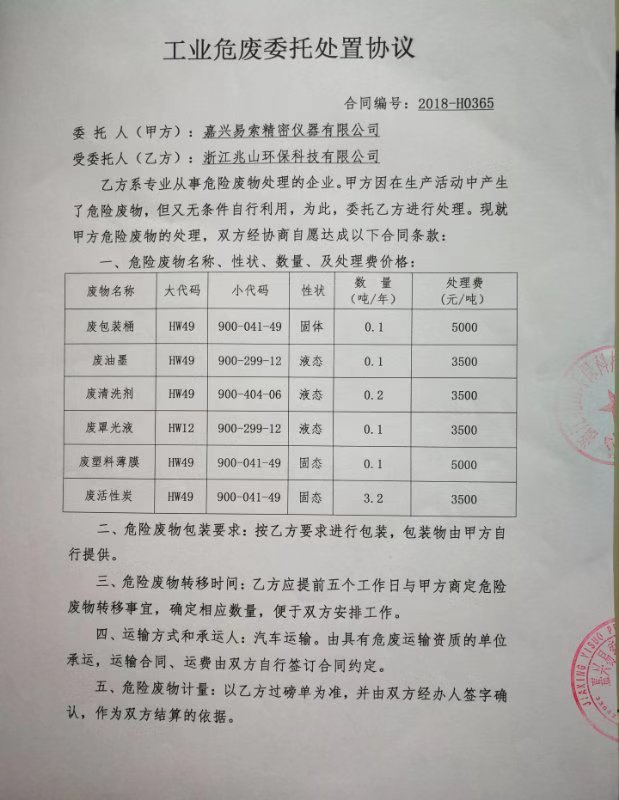 工业危废委托处置协议
合同编号：2018-H0365
委 托 人（甲方）：嘉兴易索精密仪器有限公司
受委托人（乙方）：浙江兆山环保科技有限公司
乙方系专业从事危险废物处理的企业。甲方因在生产活动中产生
了危险废物，但又无条件自行利用，为此，委托乙方进行处理。现就
甲方危险废物的处理，双方经协商自愿达成以下合同条款：
一、危险废物名称、性状、数量、及处理费价格：
废物名称 大代码 小代码 性状 数 量（吨/年） 处理费（元/吨）
废包装桶 HW49 900-041-49 固体 0.1 5000
废油墨 HW49 900-299-12 液态 0.1 3500
废清洗剂 HW49 900-404-06 液态 0.2 3500
废罩光液 HW12 900-299-12 液态 0.1 3500
废塑料薄膜 HW49 900-041-49 固态 0.1 5000
废活性炭 HW49 900-041-49 固态 3.2 3500
二、危险废物包装要求：按乙方要求进行包装，包装物由甲方自
行提供。
三、危险废物转移时间：乙方应提前五个工作日与甲方商定危险
废物转移事宜，确定相应数量，便于双方安排工作。
四、运输方式和承运人：汽车运输。由具有危废运输资质的单位
承运，运输合同、运费由双方自行签订合同约定。
五、危险废物计量：以乙方过磅单为准，并由双方经办人签字确
认，作为双方结算的依据。
JIAXING YISUO
嘉兴易